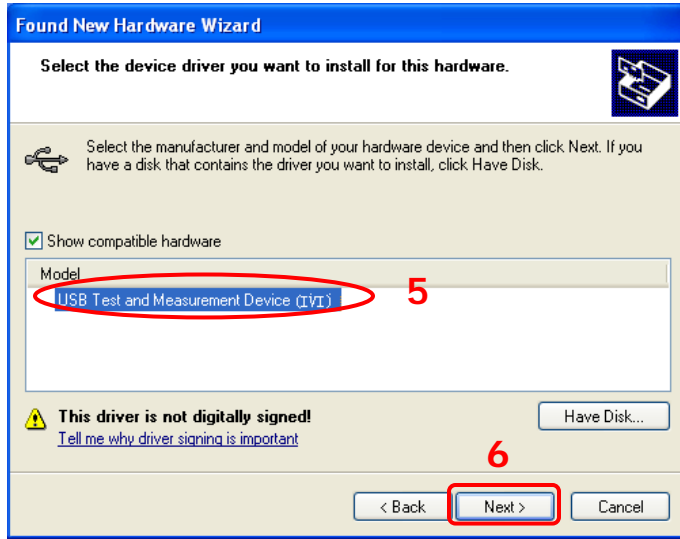 Found New Hardware Wizard
Select the device driver you want to install for this hardware.
Select the manufacturer and model of your hardware device and then click Next. If you
have a disk that contains the driver you want to install, click Have Disk.
Show compatible hardware
Model
USB Test and Measurement Device (IVI)
5
This driver is not digitally signed!
Have Disk...
Tell me why driver signing is important
6
< Back
Next >
Cancel